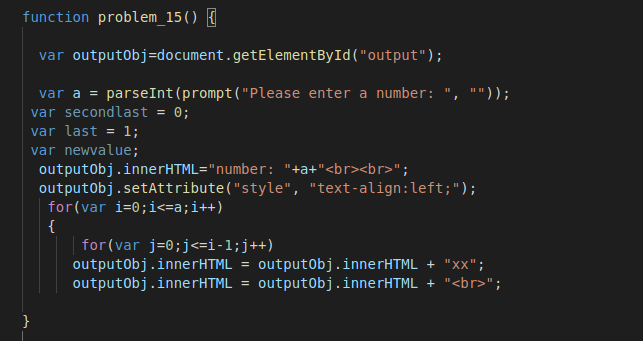 function problem_15() {
var outputObj=document.getElementById("output");
var a = parseInt(prompt("Please enter a number: ", ""));
var secondlast = 0;
var last = 1;
var newvalue;
outputObj.innerHTML="number: "+a+"<br><br>";
outputObj.setAttribute("style", "text-align:left;");
for(var i=0;i<=a;i++)
{
for(var j=0;j<=i-1;j++)
outputObj.innerHTML = outputObj.innerHTML + "xx";
outputObj.innerHTML = outputObj.innerHTML + "<br>";
}